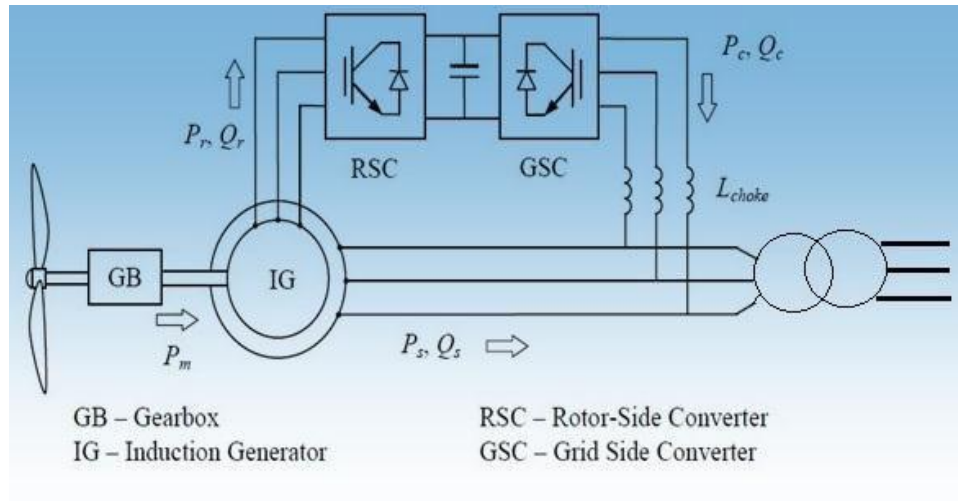 P_c, Q_c
P_r, Q_r
RSC
GSC
L_choke
GB
IG
P_m
P_s, Q_s
GB – Gearbox
RSC – Rotor-Side Converter
IG – Induction Generator
GSC – Grid Side Converter